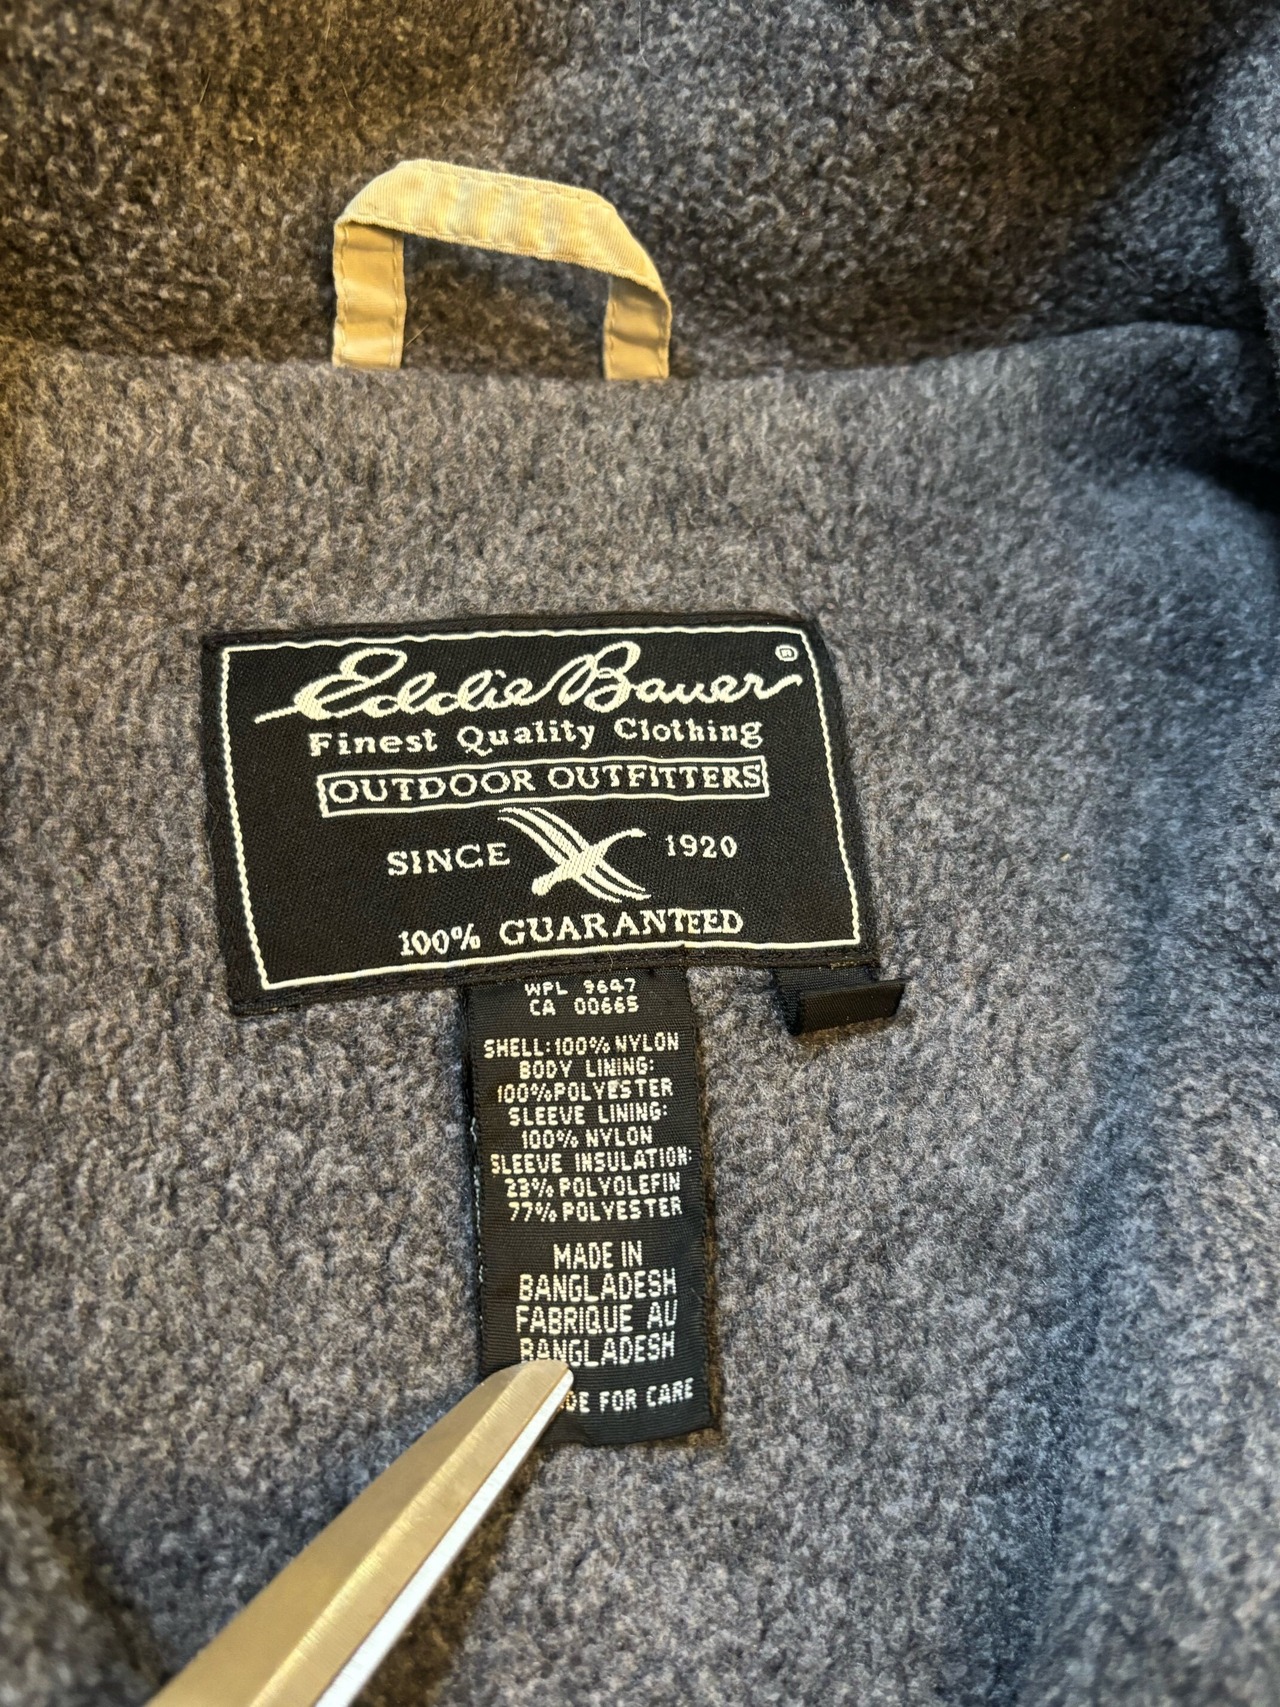 Eddie Bauer ®
Finest Quality Clothing
OUTDOOR OUTFITTERS
SINCE 1920
100% GUARANTEED
WPL 9647
CA 00665
SHELL:100% NYLON
BODY LINING:
100%POLYESTER
SLEEVE LINING:
100% NYLON
SLEEVE INSULATION:
23% POLYOLEFIN
77% POLYESTER
MADE IN
BANGLADESH
FABRIQUE AU
BANGLADESH
FOR CARE